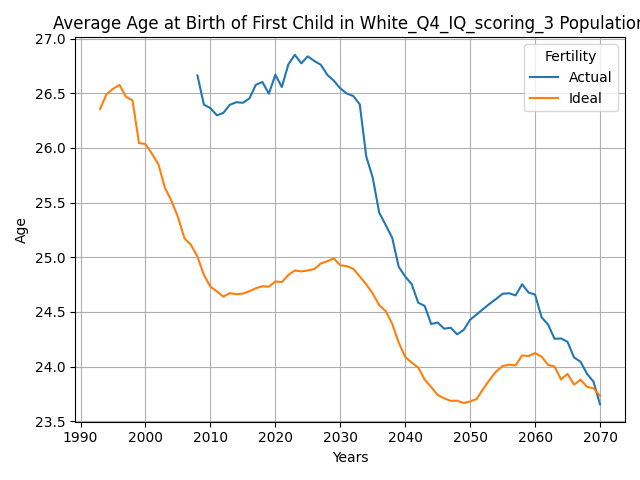 Average Age at Birth of First Child in White_Q4_IQ_scoring_3 Population
27.0
26.5
26.0
25.5
25.0
24.5
24.0
23.5
Age
Fertility
Actual
Ideal
1990 2000 2010 2020 2030 2040 2050 2060 2070
Years